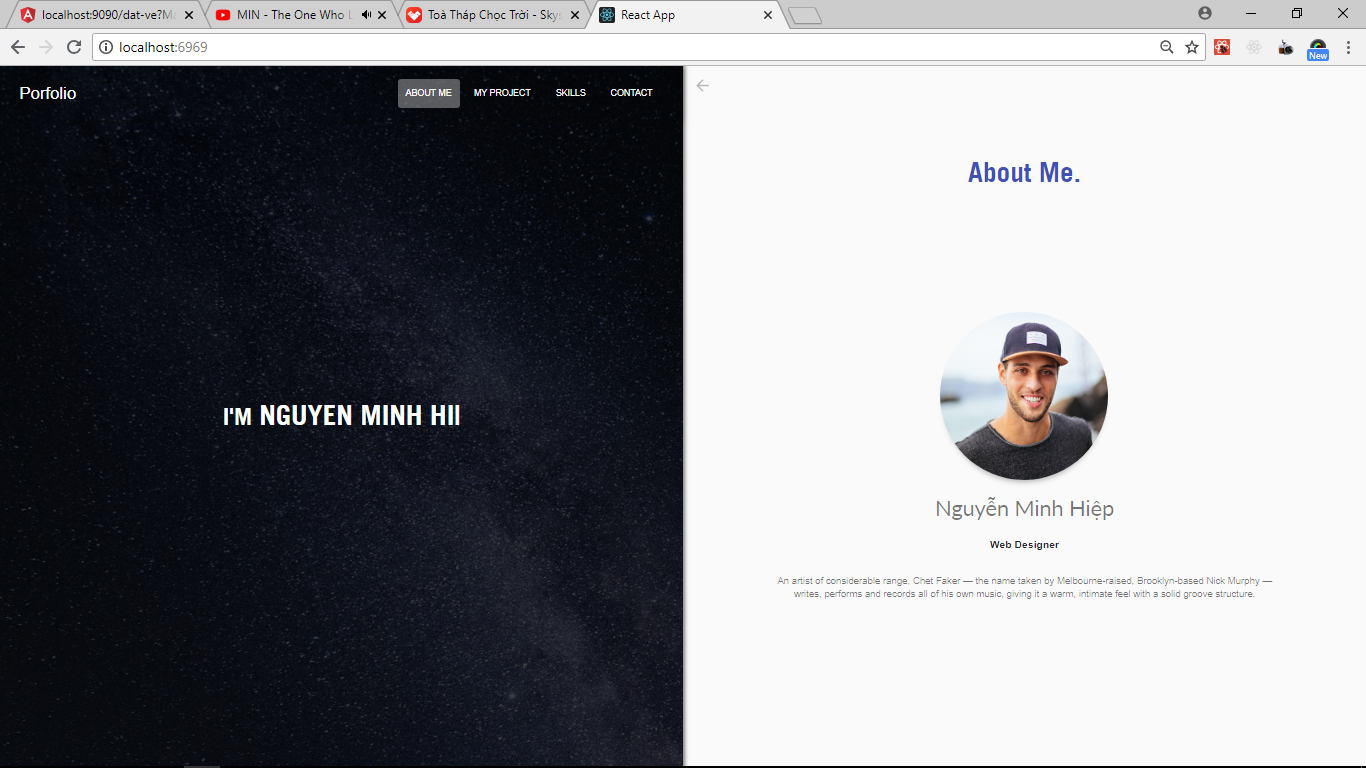 localhost:9090/dat-ve?Ma
MIN - The One Who L
Toà Tháp Chọc Trời - Skys
React App
localhost:6969
New
Porfolio
ABOUT ME
MY PROJECT
SKILLS
CONTACT
I'M NGUYEN MINH HII
About Me.
Nguyễn Minh Hiệp
Web Designer
An artist of considerable range, Chet Faker — the name taken by Melbourne-raised, Brooklyn-based Nick Murphy —
writes, performs and records all of his own music, giving it a warm, intimate feel with a solid groove structure.